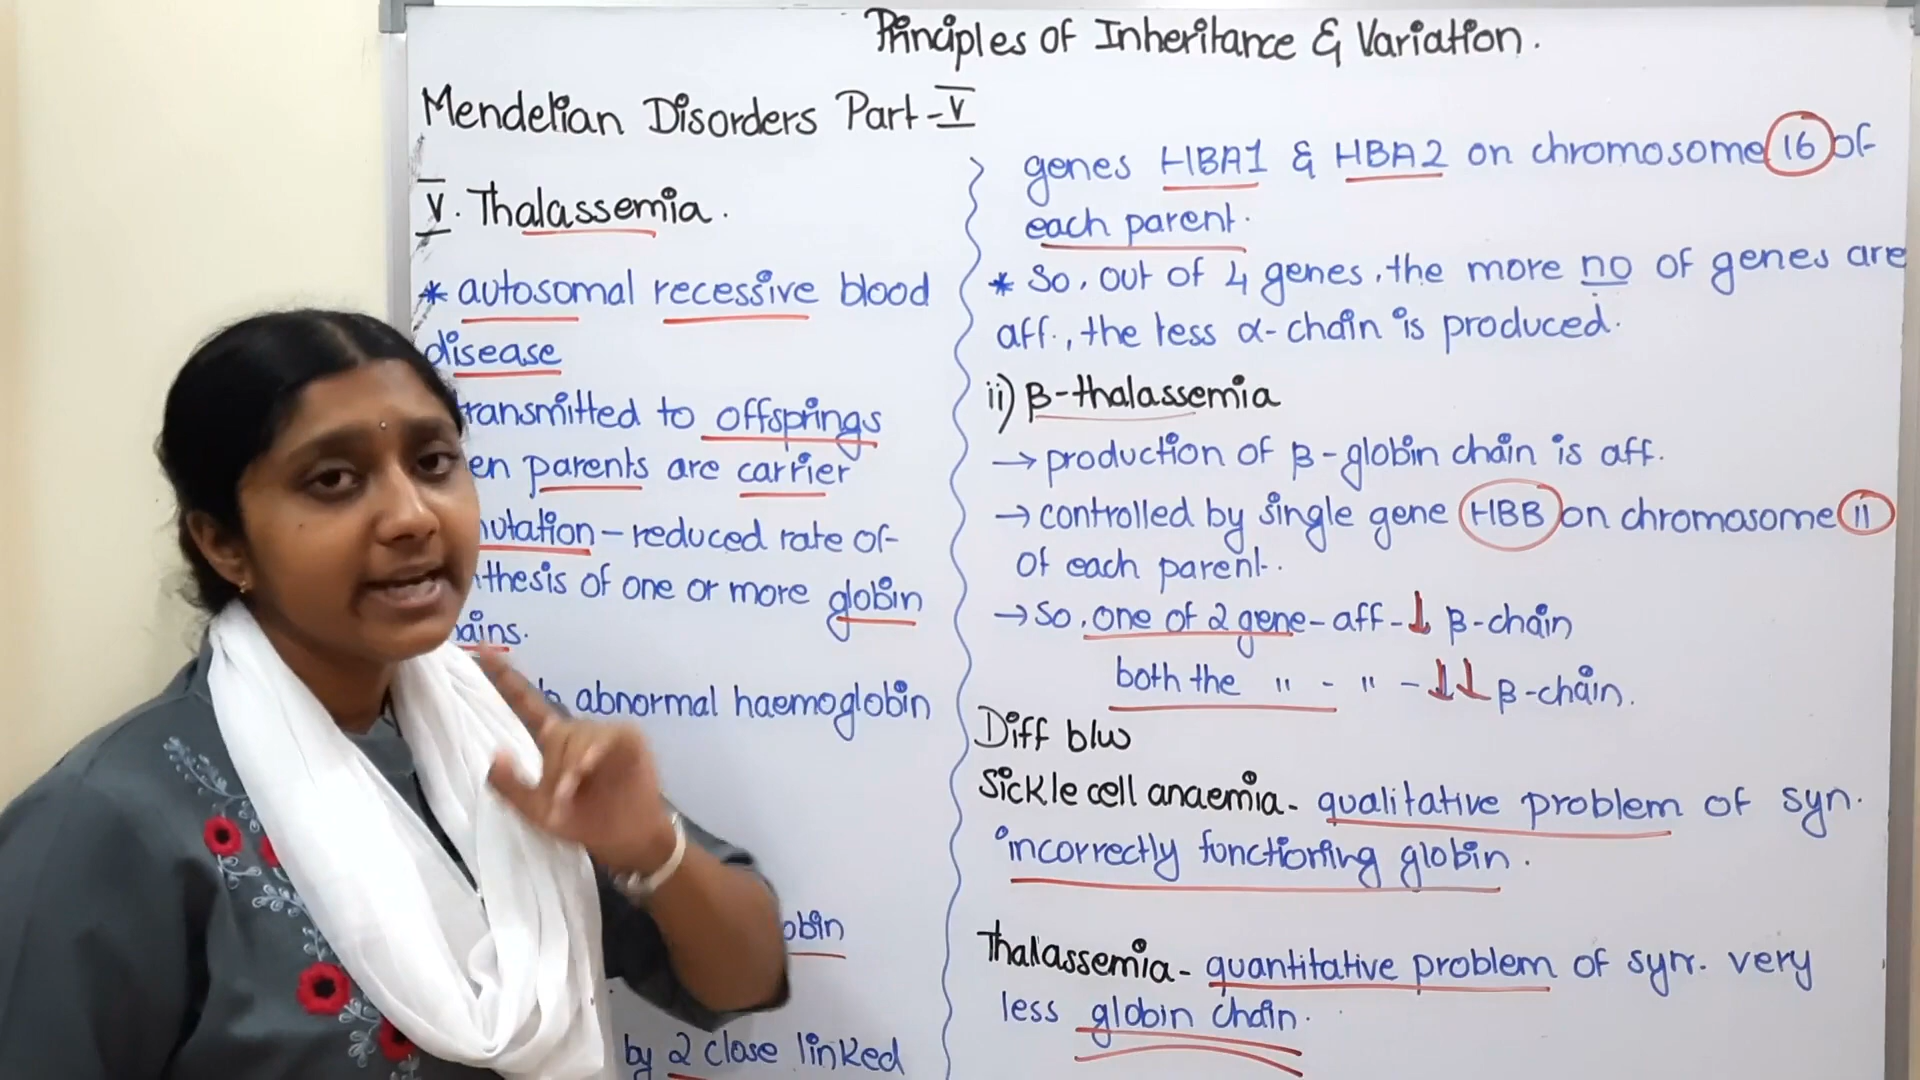 Principles of Inheritance & Variation.
Mendelian Disorders Part-V
V. Thalassemia.
* autosomal recessive blood
disease
transmitted to offsprings
parents are carrier
mutation - reduced rate of
of one or more globin
abnormal haemoglobin
by 2 close linked
genes HBA1 & HBA2 on chromosome 16 of
each parent.
* So, out of 4 genes, the more no of genes are
aff., the less α-chain is produced.
ii) β-thalassemia
→ production of β-globin chain is aff.
→ controlled by single gene HBB on chromosome 11
of each parent.
→ So, one of 2 gene - aff - ↓ β-chain
both the " - " - ↓↓ β-chain.
Diff b/w
Sickle cell anaemia - qualitative problem of syn.
incorrectly functioning globin.
Thalassemia - quantitative problem of syn. very
less globin chain.